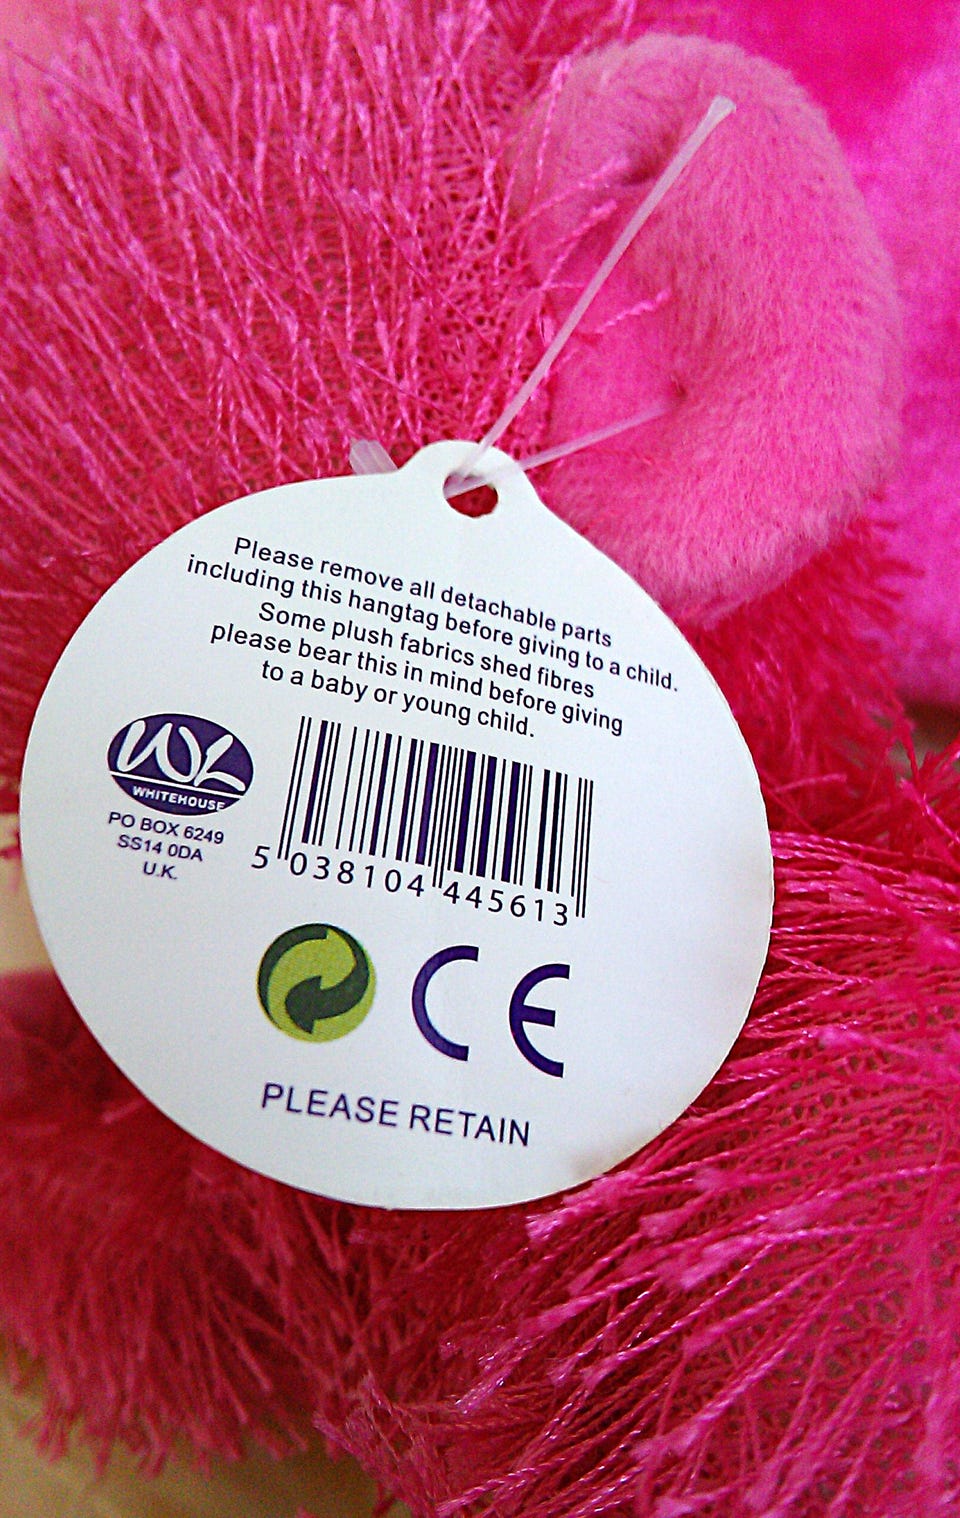 Please remove all detachable parts
including this hangtag before giving to a child.
Some plush fabrics shed fibres
please bear this in mind before giving
to a baby or young child.
WL
WHITEHOUSE
PO BOX 6249
SS14 0DA
U.K.
5 038104 445613
CE
PLEASE RETAIN